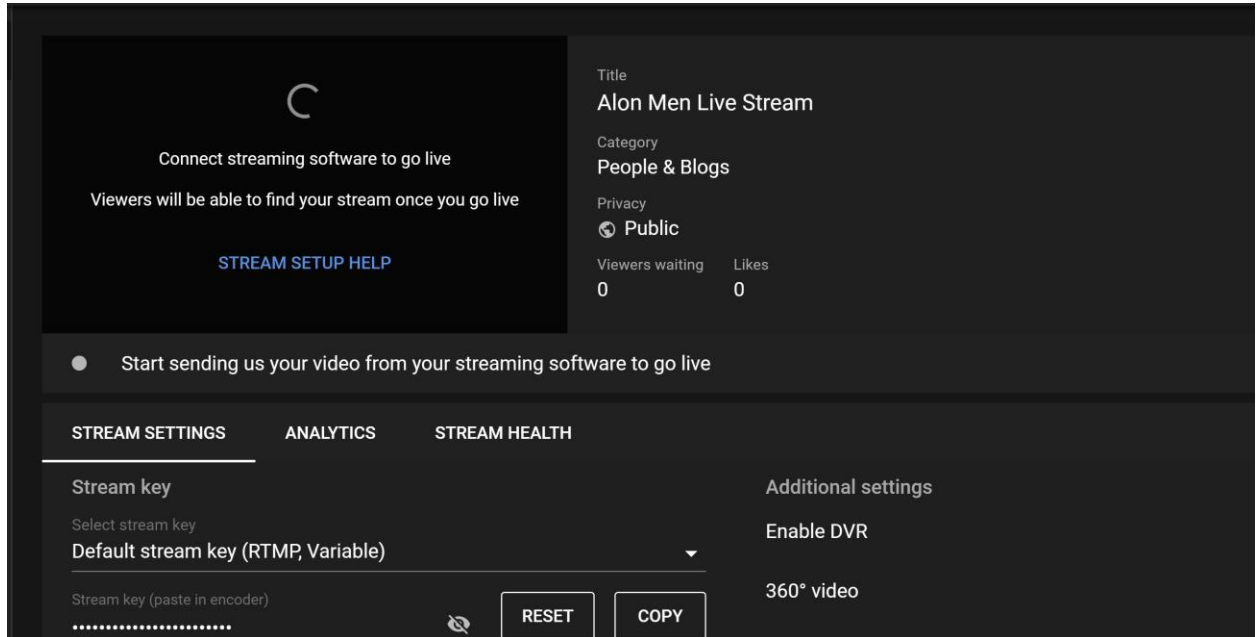 Connect streaming software to go live
Viewers will be able to find your stream once you go live
STREAM SETUP HELP
Title
Alon Men Live Stream
Category
People & Blogs
Privacy
Public
Viewers waiting Likes
0 0
Start sending us your video from your streaming software to go live
STREAM SETTINGS ANALYTICS STREAM HEALTH
Stream key
Select stream key
Default stream key (RTMP, Variable)
Stream key (paste in encoder)
••••••••••••••••••••••••
RESET COPY
Additional settings
Enable DVR
360° video